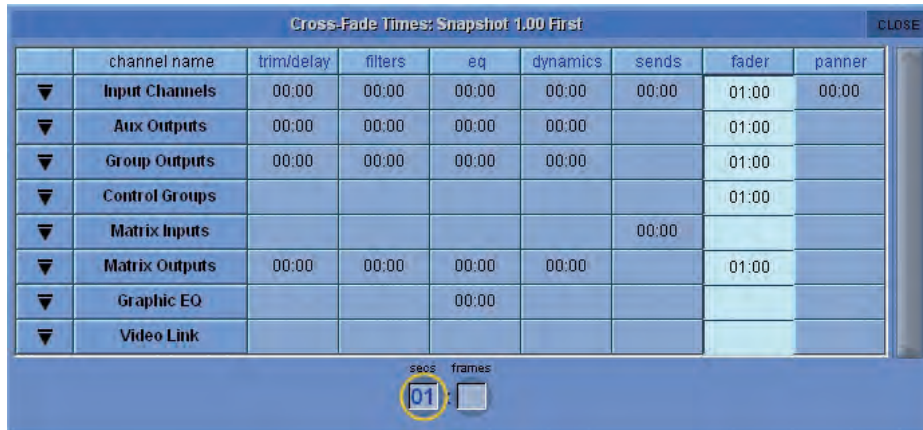 Cross-Fade Times: Snapshot 1.00 First CLOSE
channel name trim/delay filters eq dynamics sends fader panner
Input Channels 00:00 00:00 00:00 00:00 00:00 01:00 00:00
Aux Outputs 00:00 00:00 00:00 00:00 01:00
Group Outputs 00:00 00:00 00:00 00:00 01:00
Control Groups 01:00
Matrix Inputs 00:00
Matrix Outputs 00:00 00:00 00:00 00:00 01:00
Graphic EQ 00:00
Video Link
secs frames
01 :